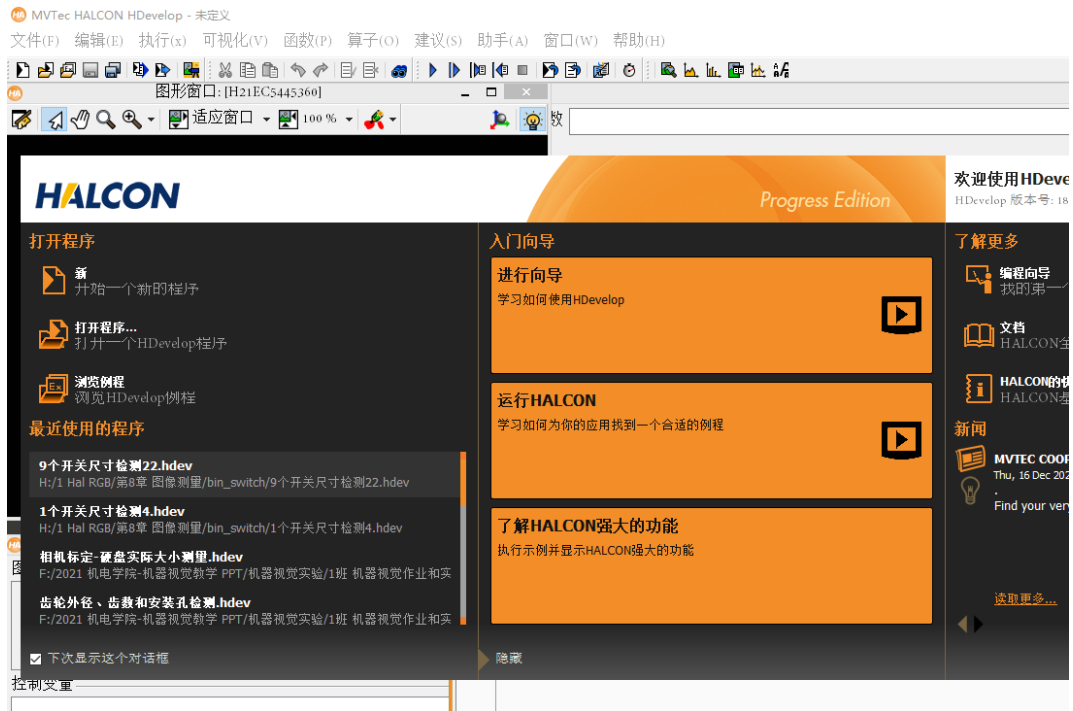 MVTec HALCON HDevelop - 未定义
文件(F) 编辑(E) 执行(x) 可视化(V) 函数(P) 算子(O) 建议(S) 助手(A) 窗口(W) 帮助(H)
图形窗口: [H21EC5445360]
适应窗口 100 % 数
HALCON
Progress Edition
欢迎使用HDeve
HDevelop 版本号: 18
打开程序
新
开始一个新的程序
打开程序...
打开一个HDevelop程序
浏览例程
浏览HDevelop例程
最近使用的程序
9个开关尺寸检测22.hdev
H:/1 Hal RGB/第8章 图像测量/bin_switch/9个开关尺寸检测22.hdev
1个开关尺寸检测4.hdev
H:/1 Hal RGB/第8章 图像测量/bin_switch/1个开关尺寸检测4.hdev
相机标定-硬盘实际大小测量.hdev
F:/2021 机电学院-机器视觉教学 PPT/机器视觉实验/1班 机器视觉作业和实
齿轮外径、齿数和安装孔检测.hdev
F:/2021 机电学院-机器视觉教学 PPT/机器视觉实验/1班 机器视觉作业和实
下次显示这个对话框
入门向导
进行向导
学习如何使用HDevelop
运行HALCON
学习如何为你的应用找到一个合适的例程
了解HALCON强大的功能
执行示例并显示HALCON强大的功能
隐藏
了解更多
编程向导
我的第一个
文档
HALCON全
HALCON的快
HALCON基
新闻
MVTEC COOP
Thu, 16 Dec 202
.
Find your very
读取更多...
控制变量